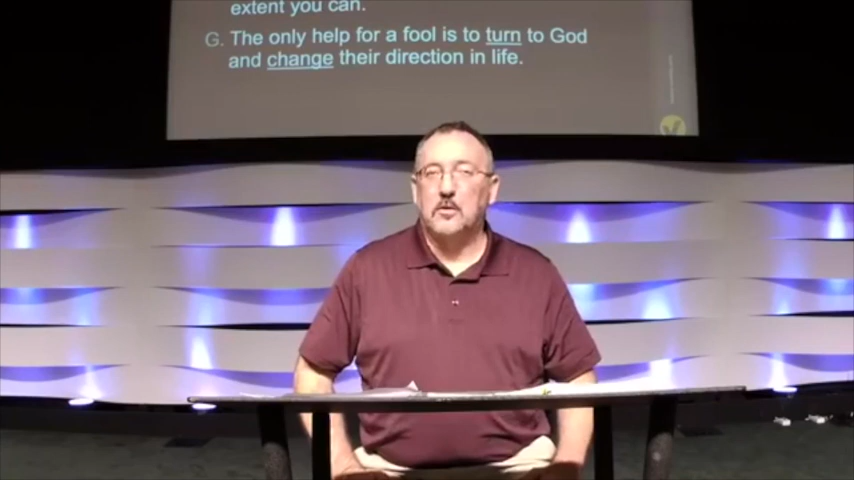 extent you can.
G. The only help for a fool is to turn to God
and change their direction in life.